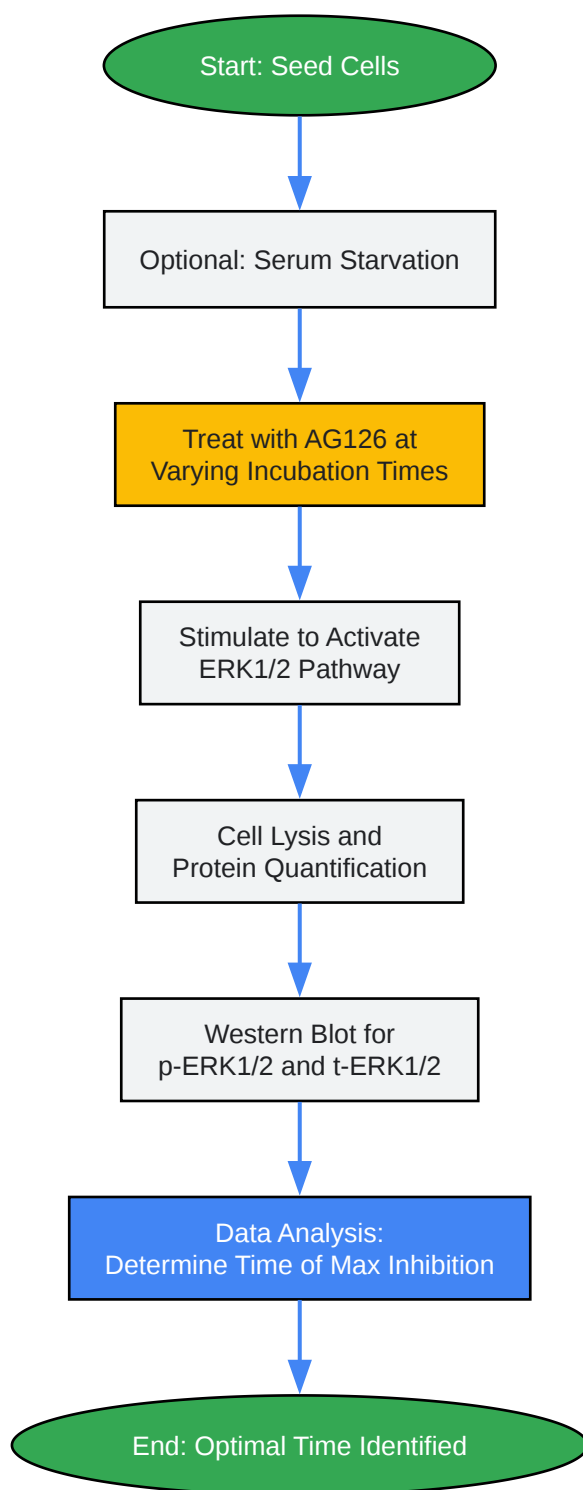 Start: Seed Cells
Optional: Serum Starvation
Treat with AG126 at
Varying Incubation Times
Stimulate to Activate
ERK1/2 Pathway
Cell Lysis and
Protein Quantification
Western Blot for
p-ERK1/2 and t-ERK1/2
Data Analysis:
Determine Time of Max Inhibition
End: Optimal Time Identified